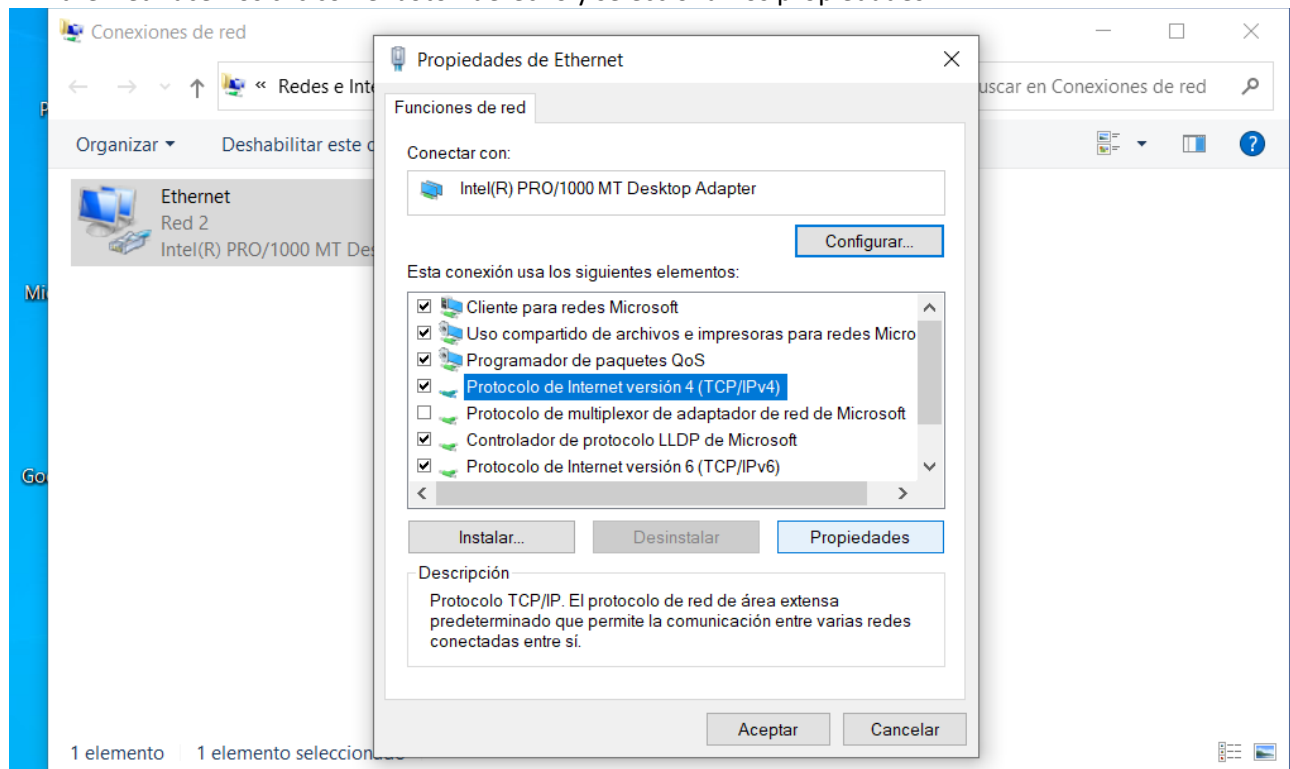 Conexiones de red
Propiedades de Ethernet
« Redes e Inte
uscar en Conexiones de red
Funciones de red
Organizar
Deshabilitar este
Conectar con:
Intel(R) PRO/1000 MT Desktop Adapter
Ethernet
Red 2
Intel(R) PRO/1000 MT Des
Configurar...
Esta conexión usa los siguientes elementos:
Cliente para redes Microsoft
Uso compartido de archivos e impresoras para redes Micro
Programador de paquetes QoS
Protocolo de Internet versión 4 (TCP/IPv4)
Protocolo de multiplexor de adaptador de red de Microsoft
Controlador de protocolo LLDP de Microsoft
Protocolo de Internet versión 6 (TCP/IPv6)
Instalar...
Desinstalar
Propiedades
Descripción
Protocolo TCP/IP. El protocolo de red de área extensa
predeterminado que permite la comunicación entre varias redes
conectadas entre sí.
Aceptar
Cancelar
1 elemento
1 elemento seleccion
Mi
Go